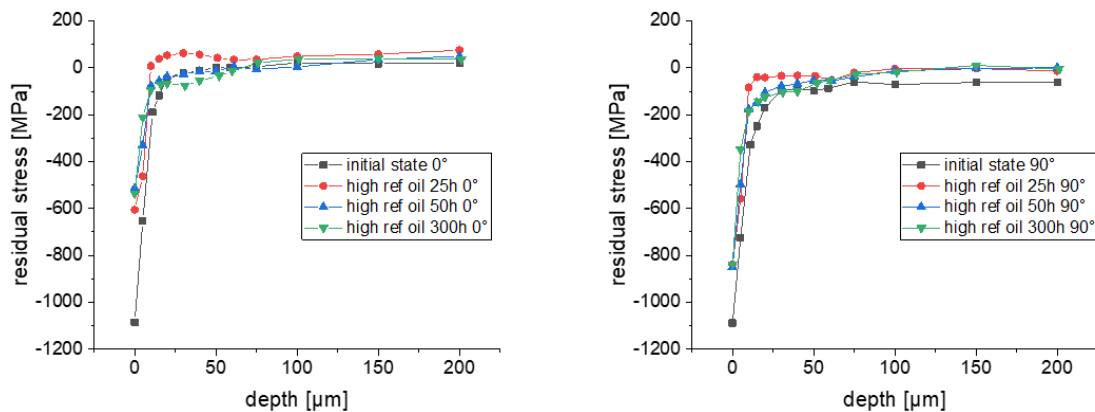 200
0
-200
-400
-600
-800
-1000
-1200
residual stress [MPa]
initial state 0°
high ref oil 25h 0°
high ref oil 50h 0°
high ref oil 300h 0°
0
50
100
150
200
depth [µm]
200
0
-200
-400
-600
-800
-1000
-1200
residual stress [MPa]
initial state 90°
high ref oil 25h 90°
high ref oil 50h 90°
high ref oil 300h 90°
0
50
100
150
200
depth [µm]